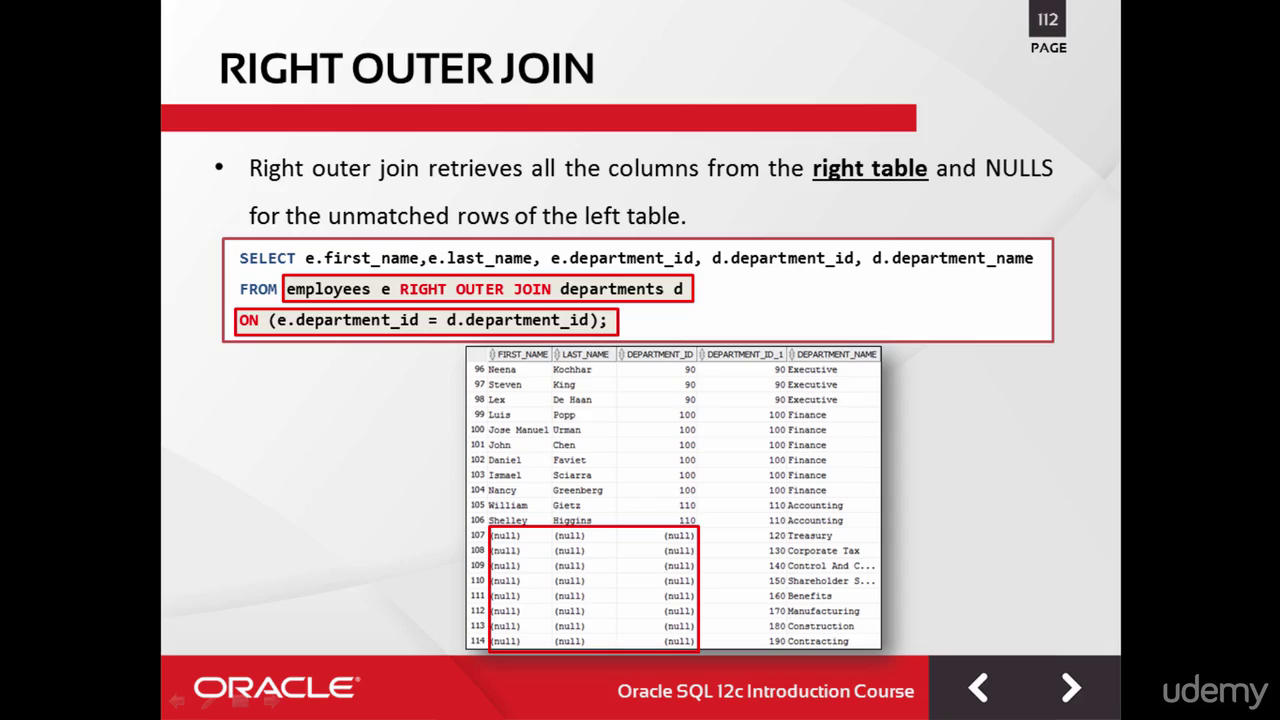 112
PAGE
RIGHT OUTER JOIN
• Right outer join retrieves all the columns from the right table and NULLS
for the unmatched rows of the left table.
SELECT e.first_name,e.last_name, e.department_id, d.department_id, d.department_name
FROM employees e RIGHT OUTER JOIN departments d
ON (e.department_id = d.department_id);
FIRST_NAME LAST_NAME DEPARTMENT_ID DEPARTMENT_ID_1 DEPARTMENT_NAME
96 Neena Kochhar 90 90 Executive
97 Steven King 90 90 Executive
98 Lex De Haan 90 90 Executive
99 Luis Popp 100 100 Finance
100 Jose Manuel Urman 100 100 Finance
101 John Chen 100 100 Finance
102 Daniel Faviet 100 100 Finance
103 Ismael Sciarra 100 100 Finance
104 Nancy Greenberg 100 100 Finance
105 William Gietz 110 110 Accounting
106 Shelley Higgins 110 110 Accounting
107 (null) (null) (null) 120 Treasury
108 (null) (null) (null) 130 Corporate Tax
109 (null) (null) (null) 140 Control And C...
110 (null) (null) (null) 150 Shareholder S...
111 (null) (null) (null) 160 Benefits
112 (null) (null) (null) 170 Manufacturing
113 (null) (null) (null) 180 Construction
114 (null) (null) (null) 190 Contracting
ORACLE®
Oracle SQL 12c Introduction Course
udemy